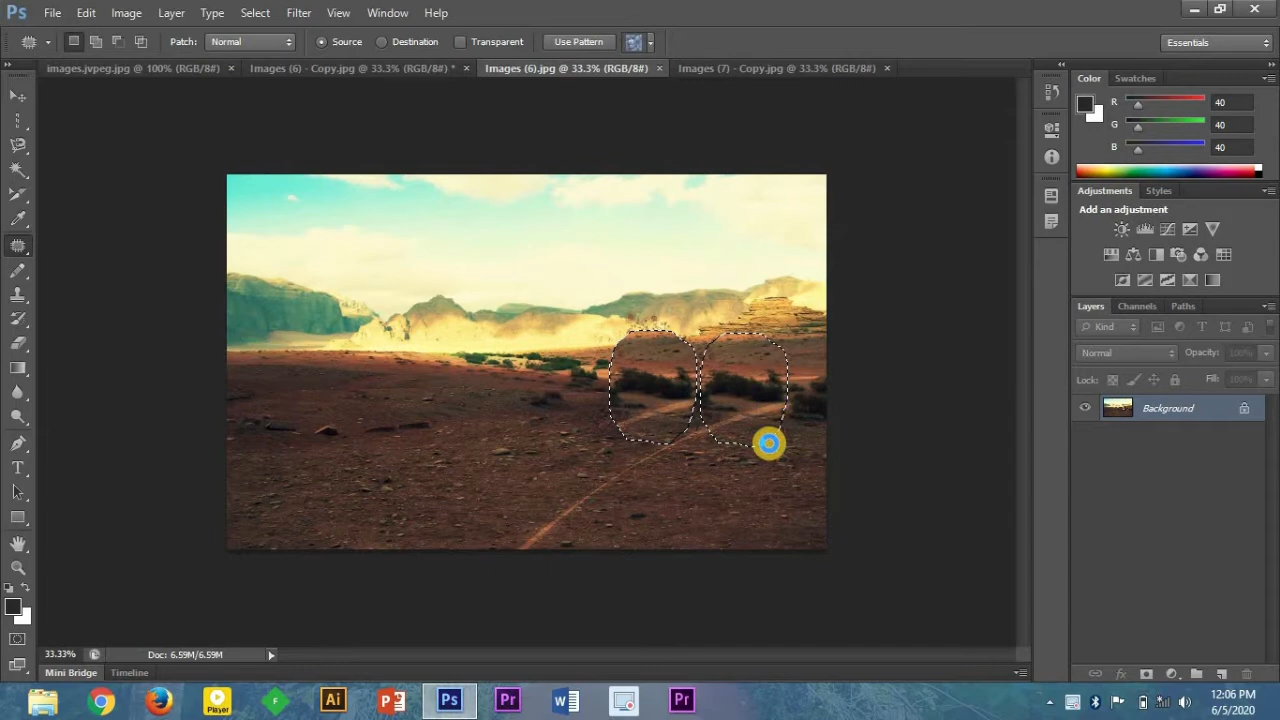 Ps File Edit Image Layer Type Select Filter View Window Help
Patch: Normal Source Destination Transparent Use Pattern Essentials
images.jvpeg.jpg @ 100% (RGB/8#) × Images (6) - Copy.jpg @ 33.3% (RGB/8#) * × Images (6).jpg @ 33.3% (RGB/8#) × Images (7) - Copy.jpg @ 33.3% (RGB/8#) ×
Color Swatches
R 40
G 40
B 40
Adjustments Styles
Add an adjustment
Layers Channels Paths
Kind
Normal Opacity: 100%
Lock: Fill: 100%
Background
33.33% Doc: 6.59M/6.59M
Mini Bridge Timeline
Player F Ai P Ps Pr W Pr
12:06 PM
6/5/2020